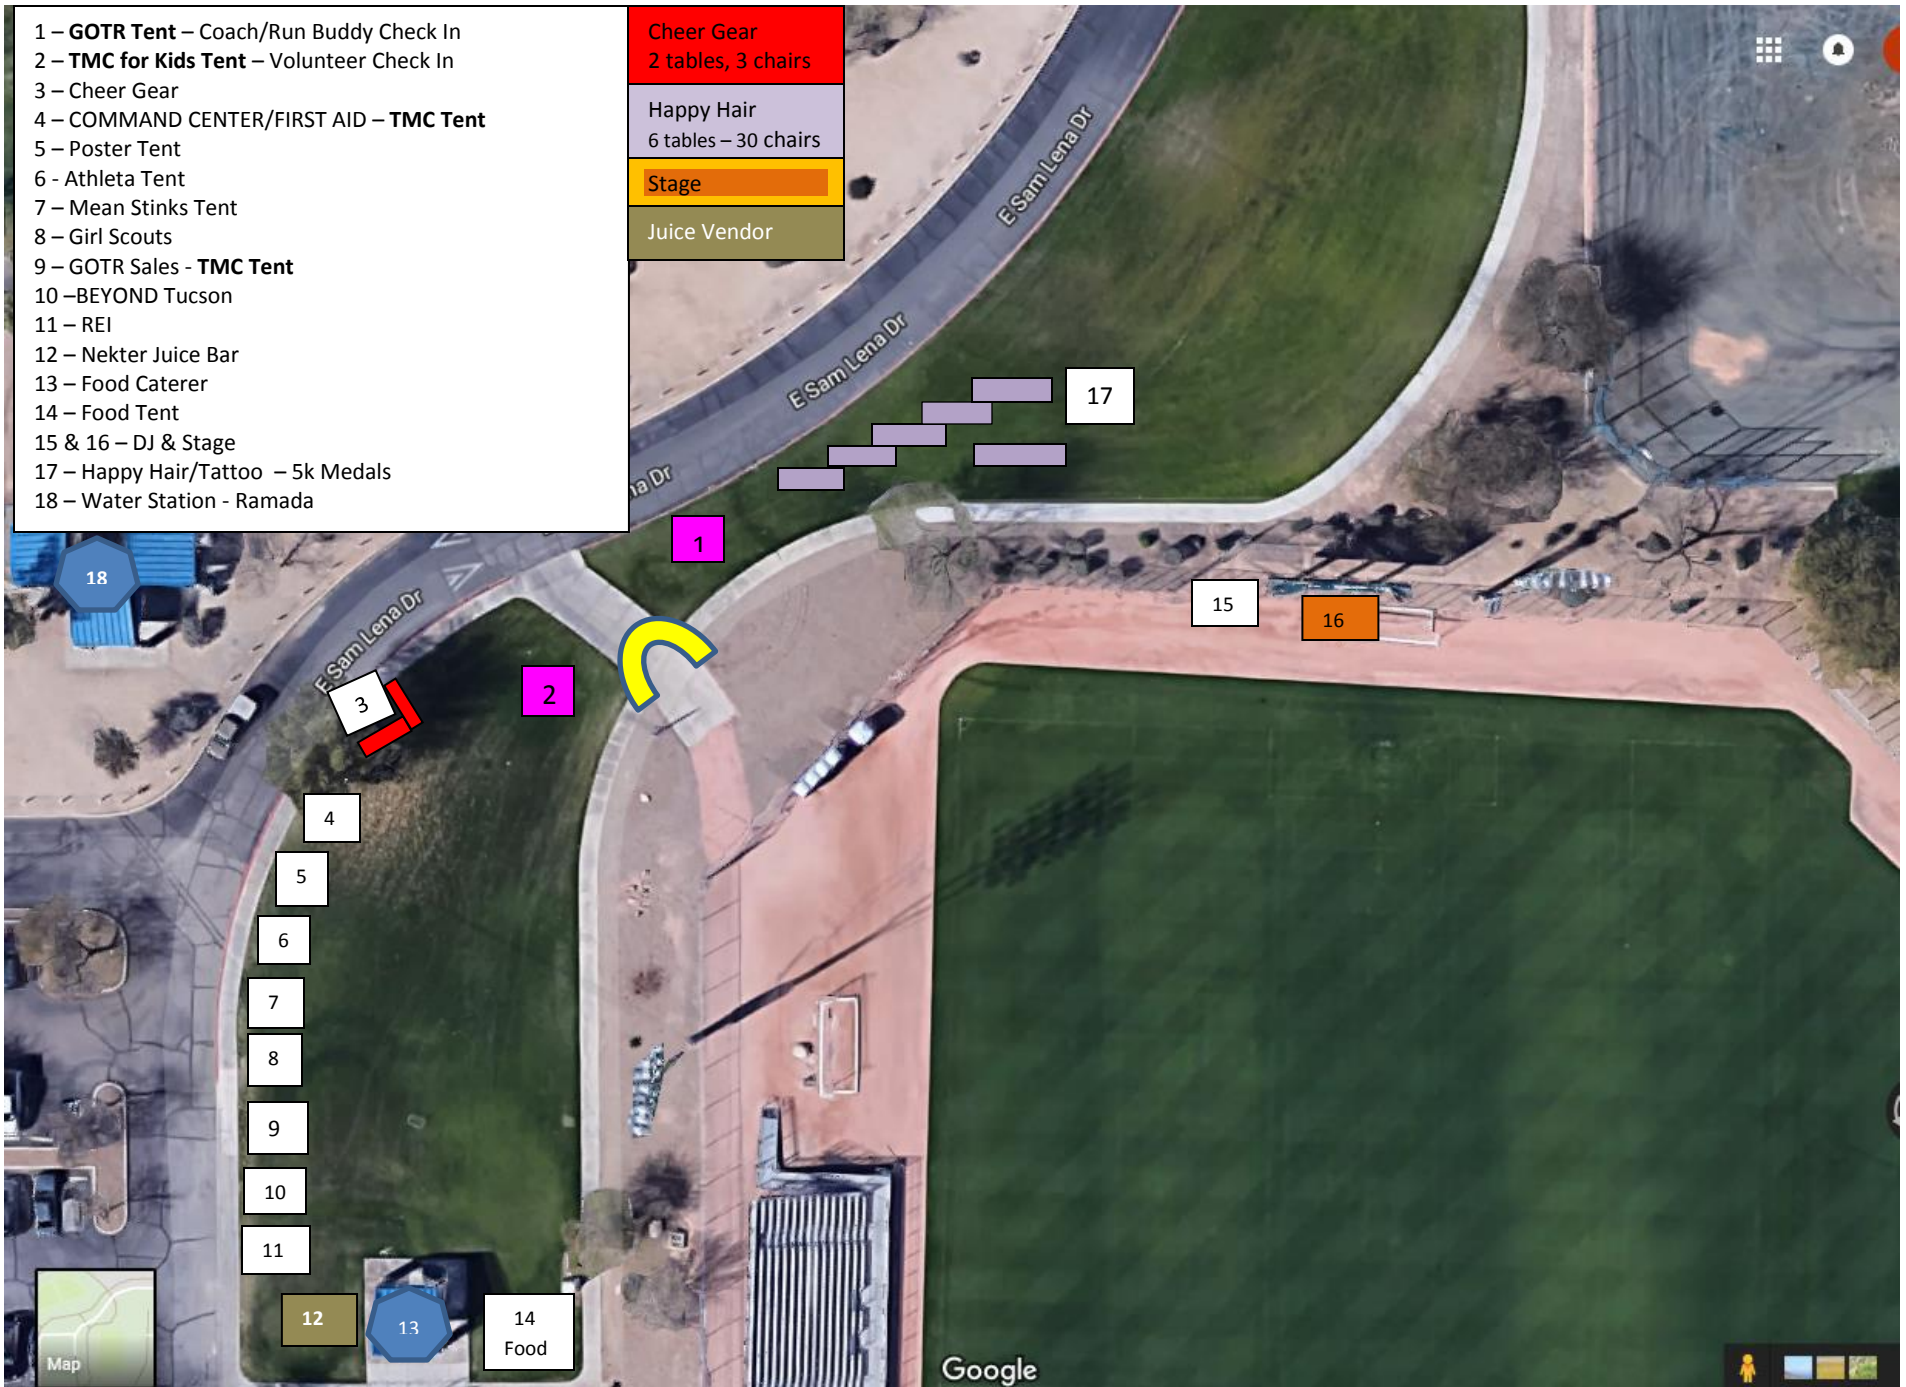 1 – GOTR Tent – Coach/Run Buddy Check In
2 – TMC for Kids Tent – Volunteer Check In
3 – Cheer Gear
4 – COMMAND CENTER/FIRST AID – TMC Tent
5 – Poster Tent
6 - Athleta Tent
7 – Mean Stinks Tent
8 – Girl Scouts
9 – GOTR Sales - TMC Tent
10 –BEYOND Tucson
11 – REI
12 – Nekter Juice Bar
13 – Food Caterer
14 – Food Tent
15 & 16 – DJ & Stage
17 – Happy Hair/Tattoo – 5k Medals
18 – Water Station - Ramada
Cheer Gear
2 tables, 3 chairs
Happy Hair
6 tables – 30 chairs
Stage
Juice Vendor
E Sam Lena Dr
E Sam Lena Dr
na Dr
E Sam Lena Dr
17
1
18
15
16
2
3
4
5
6
7
8
9
10
11
12
13
14
Food
Map
Google